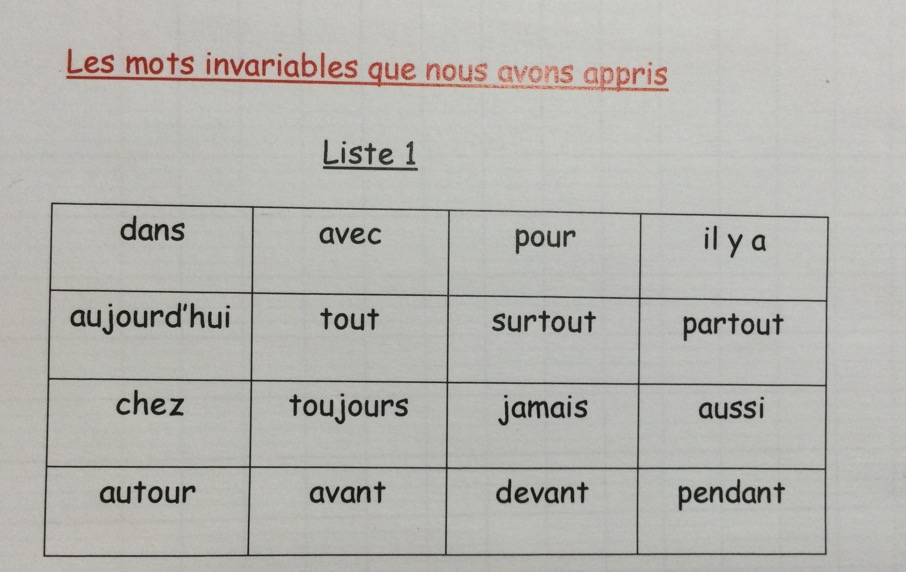 Les mots invariables que nous avons appris
Liste 1
dans avec pour il y a
aujourd'hui tout surtout partout
chez toujours jamais aussi
autour avant devant pendant